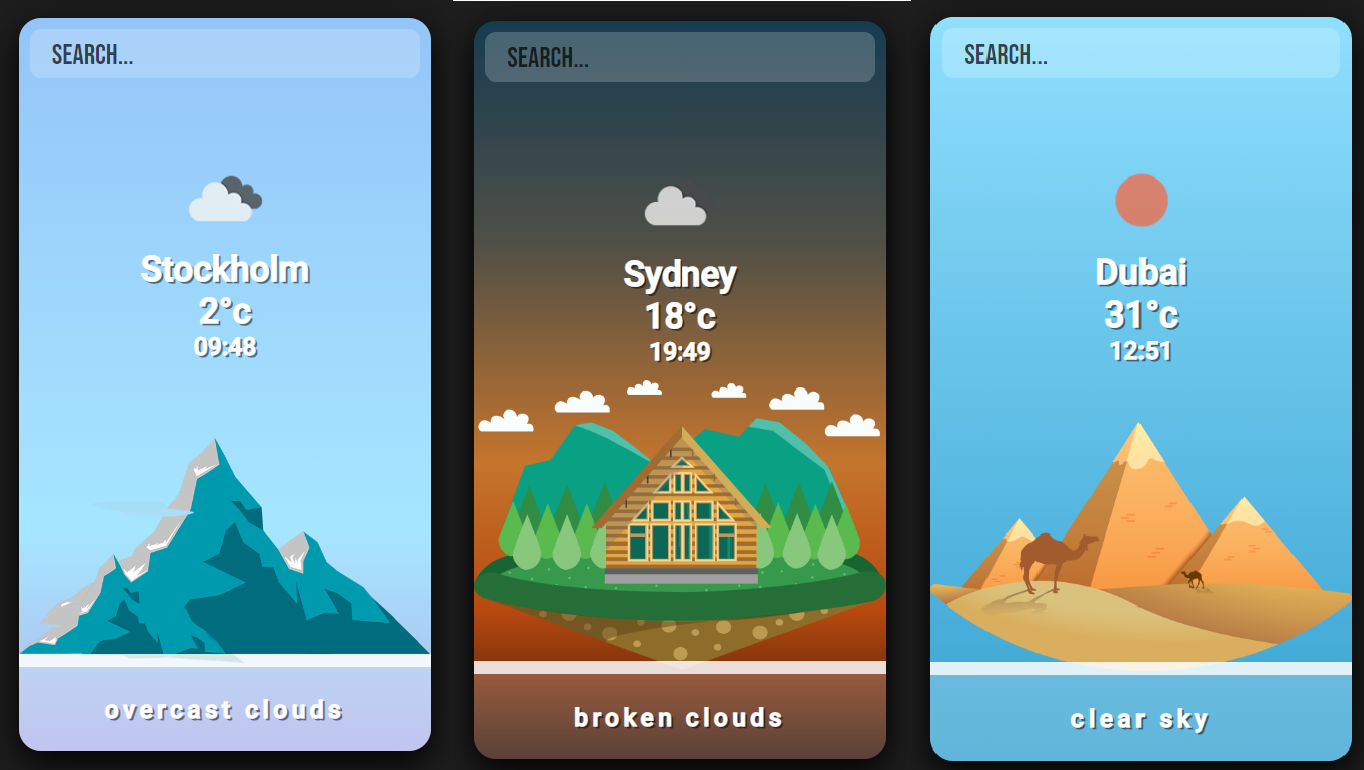 SEARCH...
Stockholm
2°c
09:48
overcast clouds
SEARCH...
Sydney
18°c
19:49
broken clouds
SEARCH...
Dubai
31°c
12:51
clear sky